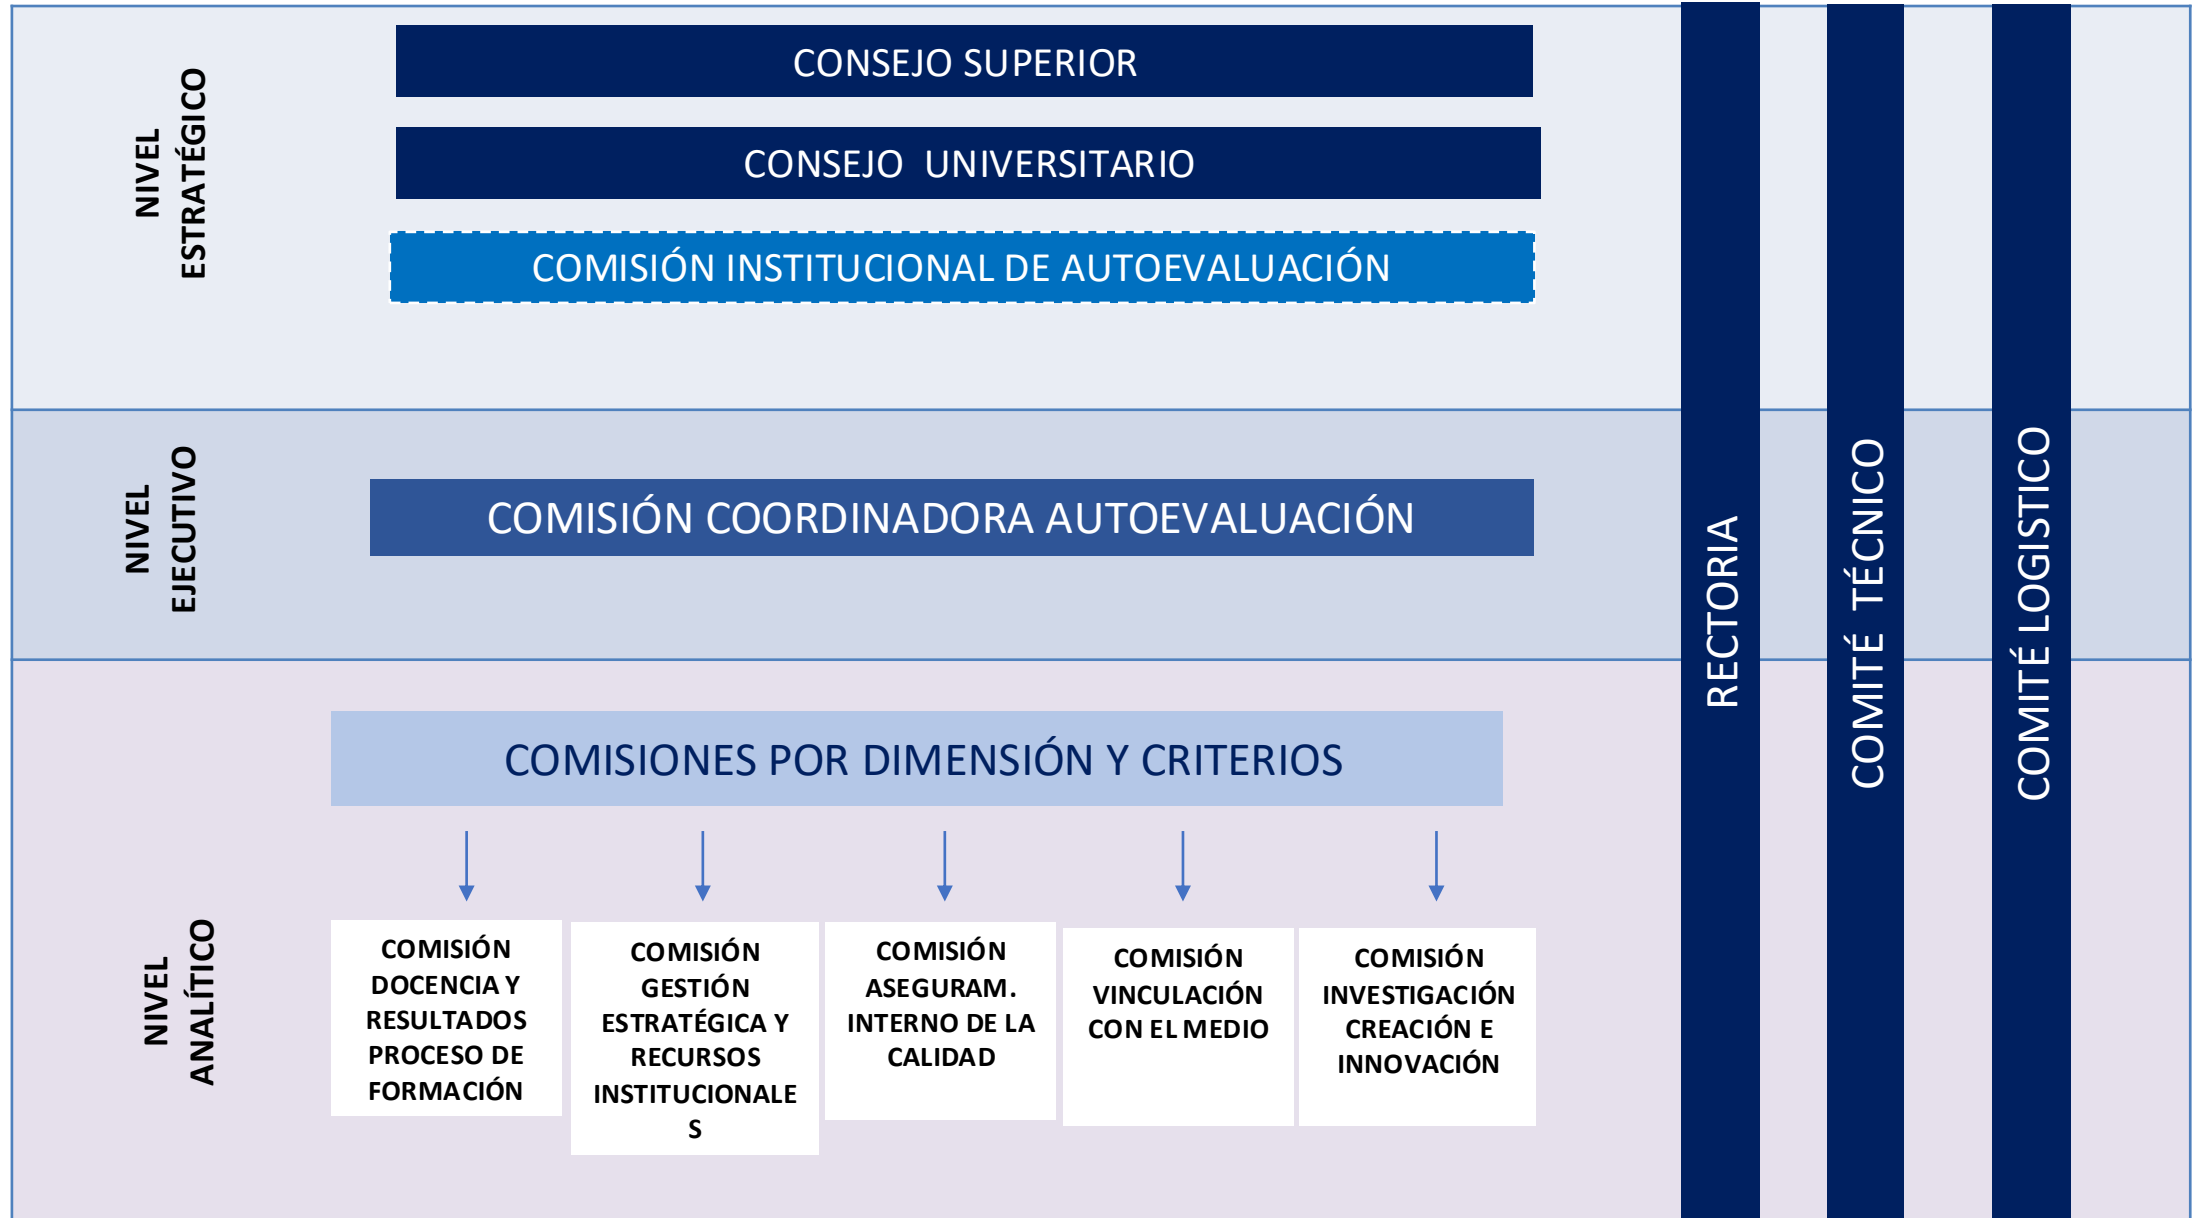 NIVEL
ESTRATÉGICO
CONSEJO SUPERIOR
CONSEJO UNIVERSITARIO
COMISIÓN INSTITUCIONAL DE AUTOEVALUACIÓN
NIVEL
EJECUTIVO
COMISIÓN COORDINADORA AUTOEVALUACIÓN
NIVEL
ANALÍTICO
COMISIONES POR DIMENSIÓN Y CRITERIOS
COMISIÓN
DOCENCIA Y
RESULTADOS
PROCESO DE
FORMACIÓN
COMISIÓN
GESTIÓN
ESTRATÉGICA Y
RECURSOS
INSTITUCIONALE
S
COMISIÓN
ASEGURAM.
INTERNO DE LA
CALIDAD
COMISIÓN
VINCULACIÓN
CON EL MEDIO
COMISIÓN
INVESTIGACIÓN
CREACIÓN E
INNOVACIÓN
RECTORIA
COMITÉ TÉCNICO
COMITÉ LOGISTICO